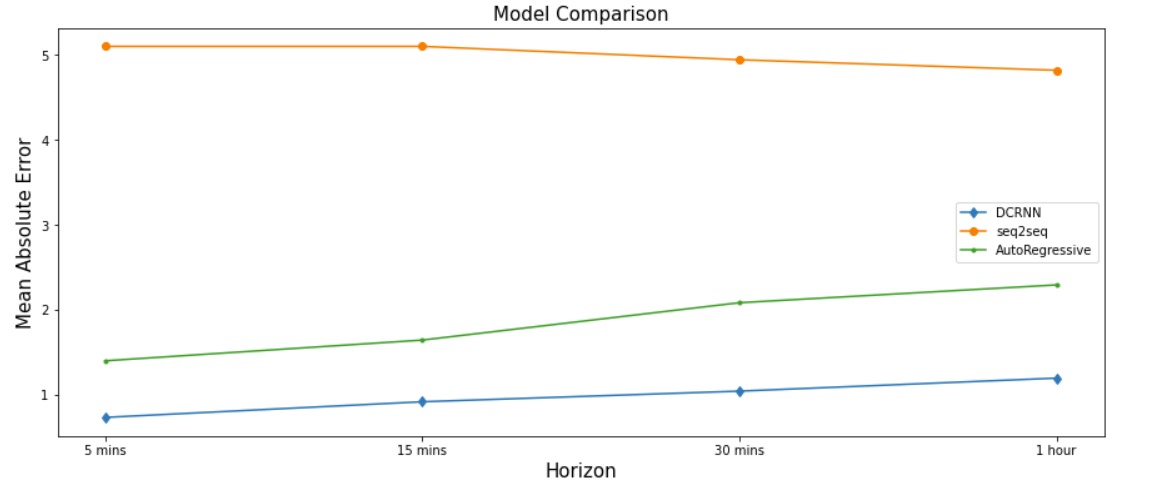 Model Comparison
Mean Absolute Error
5
4
3
2
1
DCRNN
seq2seq
AutoRegressive
5 mins
15 mins
30 mins
1 hour
Horizon